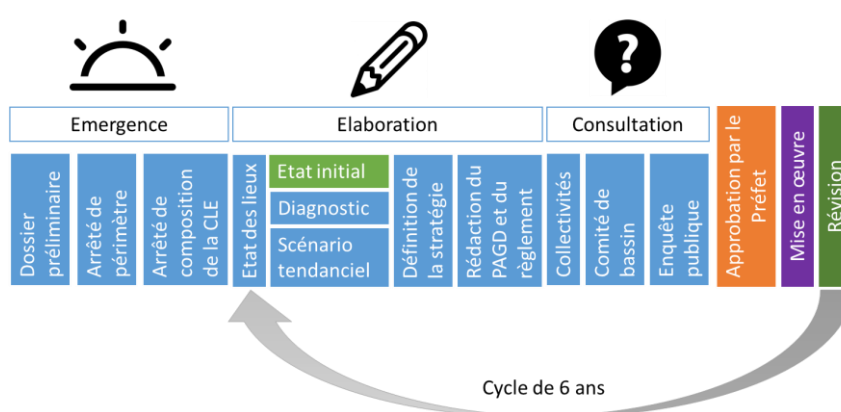 ?
Emergence
Elaboration
Consultation
Dossier
préliminaire
Arrêté de
périmètre
Arrêté de
composition
de la CLE
Etat des lieux
Etat initial
Diagnostic
Scénario
tendanciel
Définition de
la stratégie
Rédaction du
PAGD et du
règlement
Collectivités
Comité de
bassin
Enquête
publique
Approbation par le
Préfet
Mise en œuvre
Révision
Cycle de 6 ans